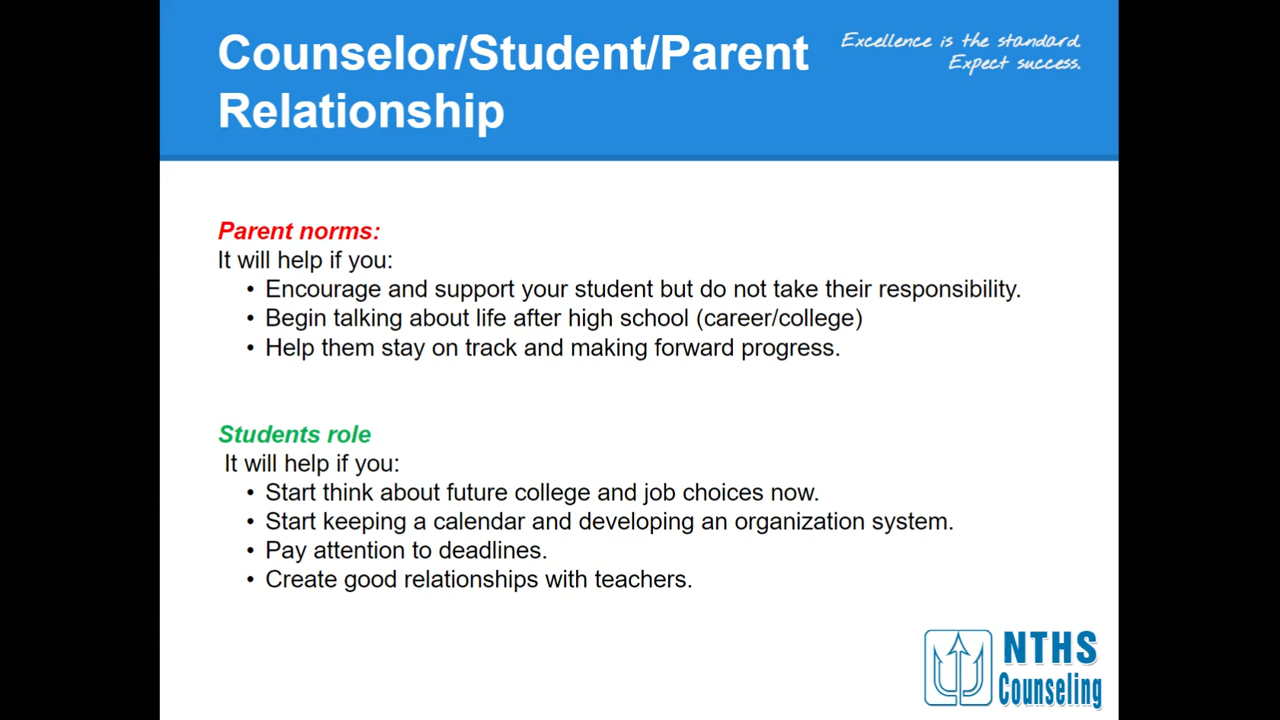 Counselor/Student/Parent
Relationship
Excellence is the standard.
Expect success.
Parent norms:
It will help if you:
• Encourage and support your student but do not take their responsibility.
• Begin talking about life after high school (career/college)
• Help them stay on track and making forward progress.
Students role
It will help if you:
• Start think about future college and job choices now.
• Start keeping a calendar and developing an organization system.
• Pay attention to deadlines.
• Create good relationships with teachers.
NTHS
Counseling